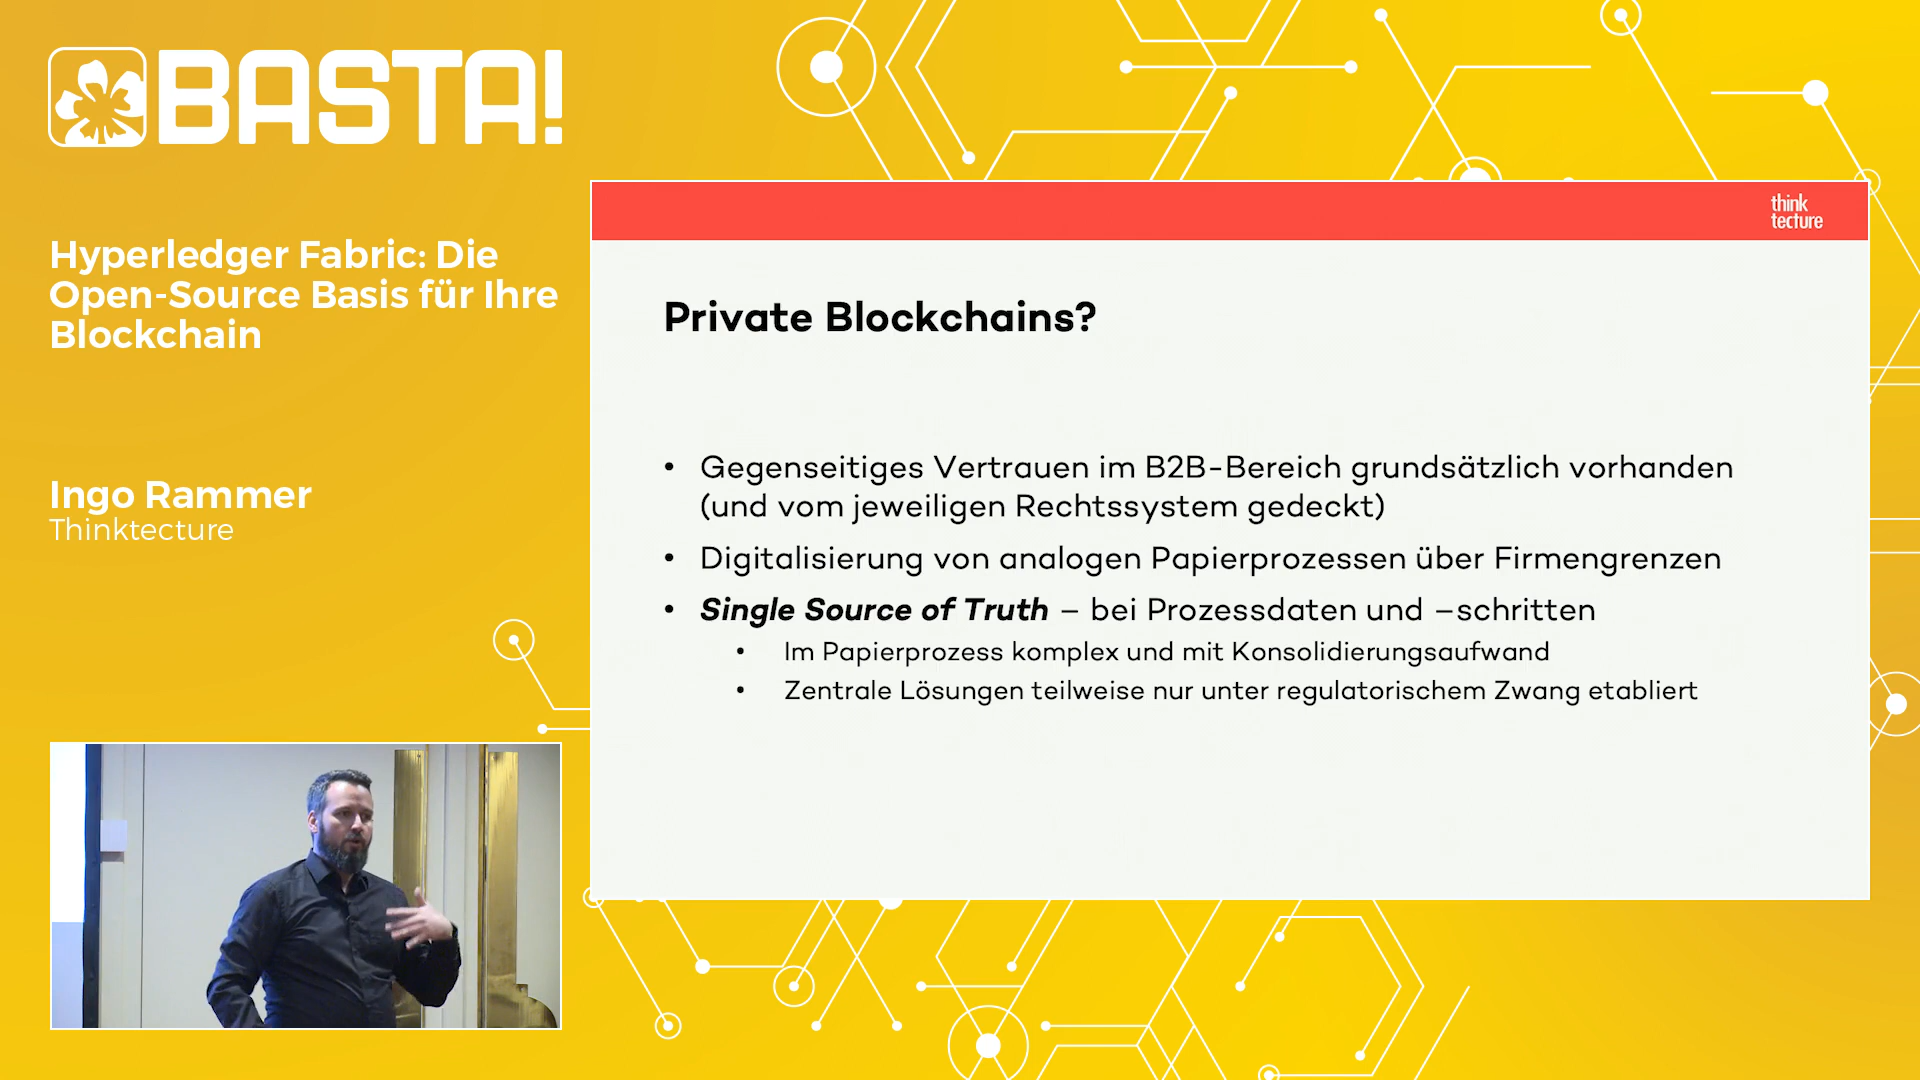 BASTA!
Hyperledger Fabric: Die
Open-Source Basis für Ihre
Blockchain
Ingo Rammer
Thinktecture
think
tecture
Private Blockchains?
• Gegenseitiges Vertrauen im B2B-Bereich grundsätzlich vorhanden
(und vom jeweiligen Rechtssystem gedeckt)
• Digitalisierung von analogen Papierprozessen über Firmengrenzen
• Single Source of Truth – bei Prozessdaten und –schritten
• Im Papierprozess komplex und mit Konsolidierungsaufwand
• Zentrale Lösungen teilweise nur unter regulatorischem Zwang etabliert